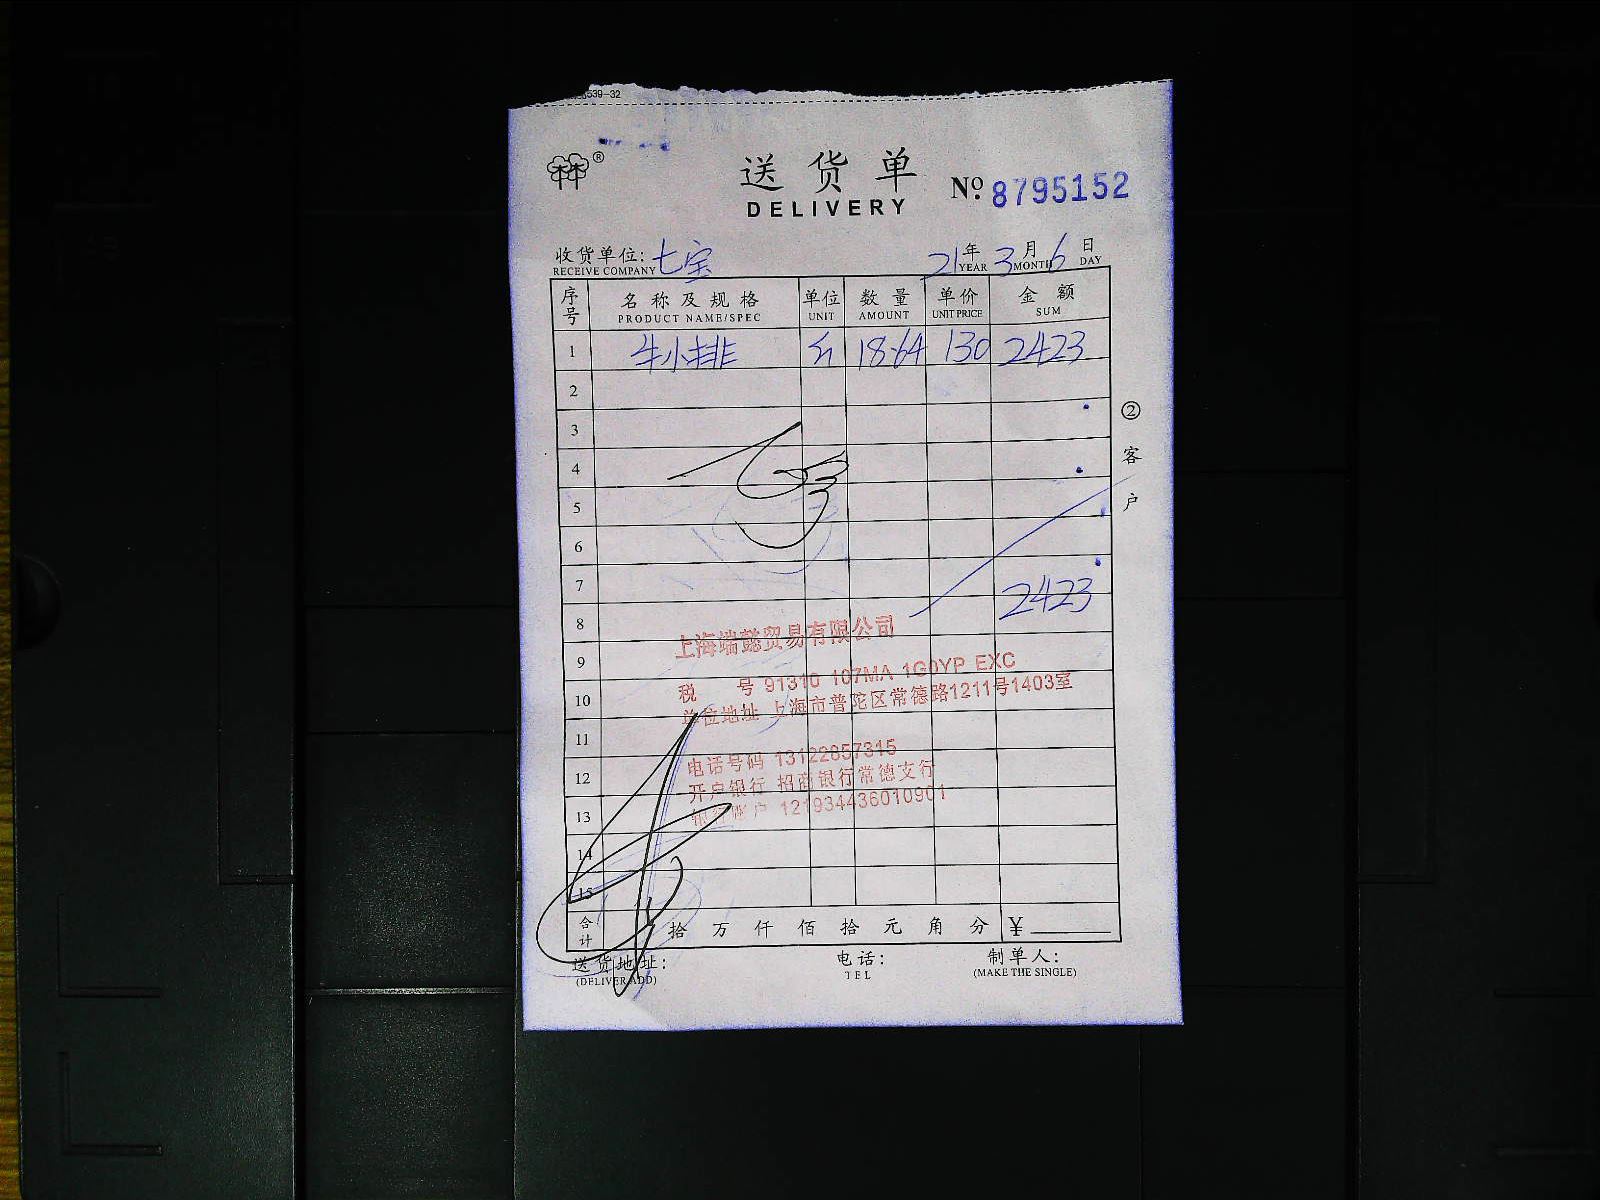 539-32
®
送货单
DELIVERY
№ 8795152
收货单位: 七宝 21年 3月 6日
RECEIVE COMPANY YEAR MONTH DAY
序号 名称及规格 单位 数量 单价 金额
PRODUCT NAME/SPEC UNIT AMOUNT UNIT PRICE SUM
1 牛小排 斤 18.64 130 2423
2
3
4
5
6
7 2423
8
9
10
11
12
13
14
15
② 客户
上海端懿贸易有限公司
税 号 91310 107MA 1G0YP EXC
单位地址 上海市普陀区常德路1211号1403室
电话号码 13122857315
开户银行 招商银行常德支行
银行账户 121934436010901
合计 拾 万 仟 佰 拾 元 角 分 ¥
送货地址: 电话: 制单人:
(DELIVER ADD) TEL (MAKE THE SINGLE)